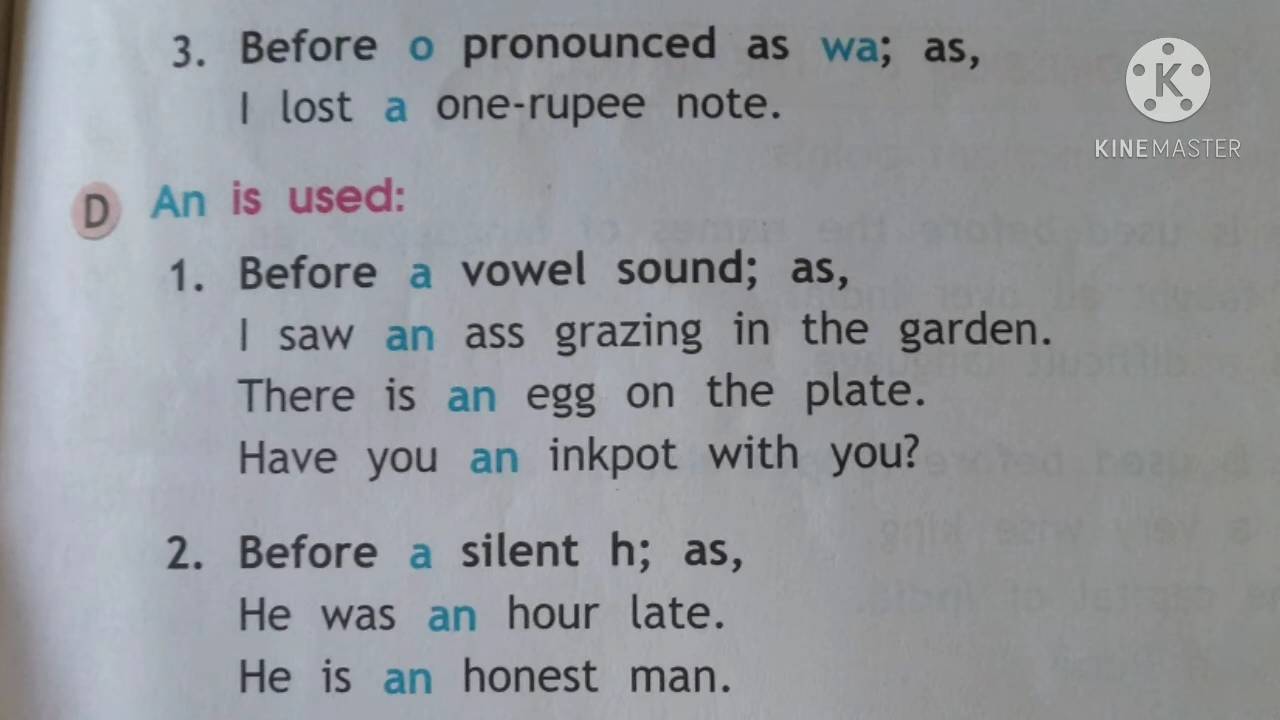 3. Before o pronounced as wa; as,
I lost a one-rupee note.
K
KINEMASTER
D An is used:
1. Before a vowel sound; as,
I saw an ass grazing in the garden.
There is an egg on the plate.
Have you an inkpot with you?
2. Before a silent h; as,
He was an hour late.
He is an honest man.